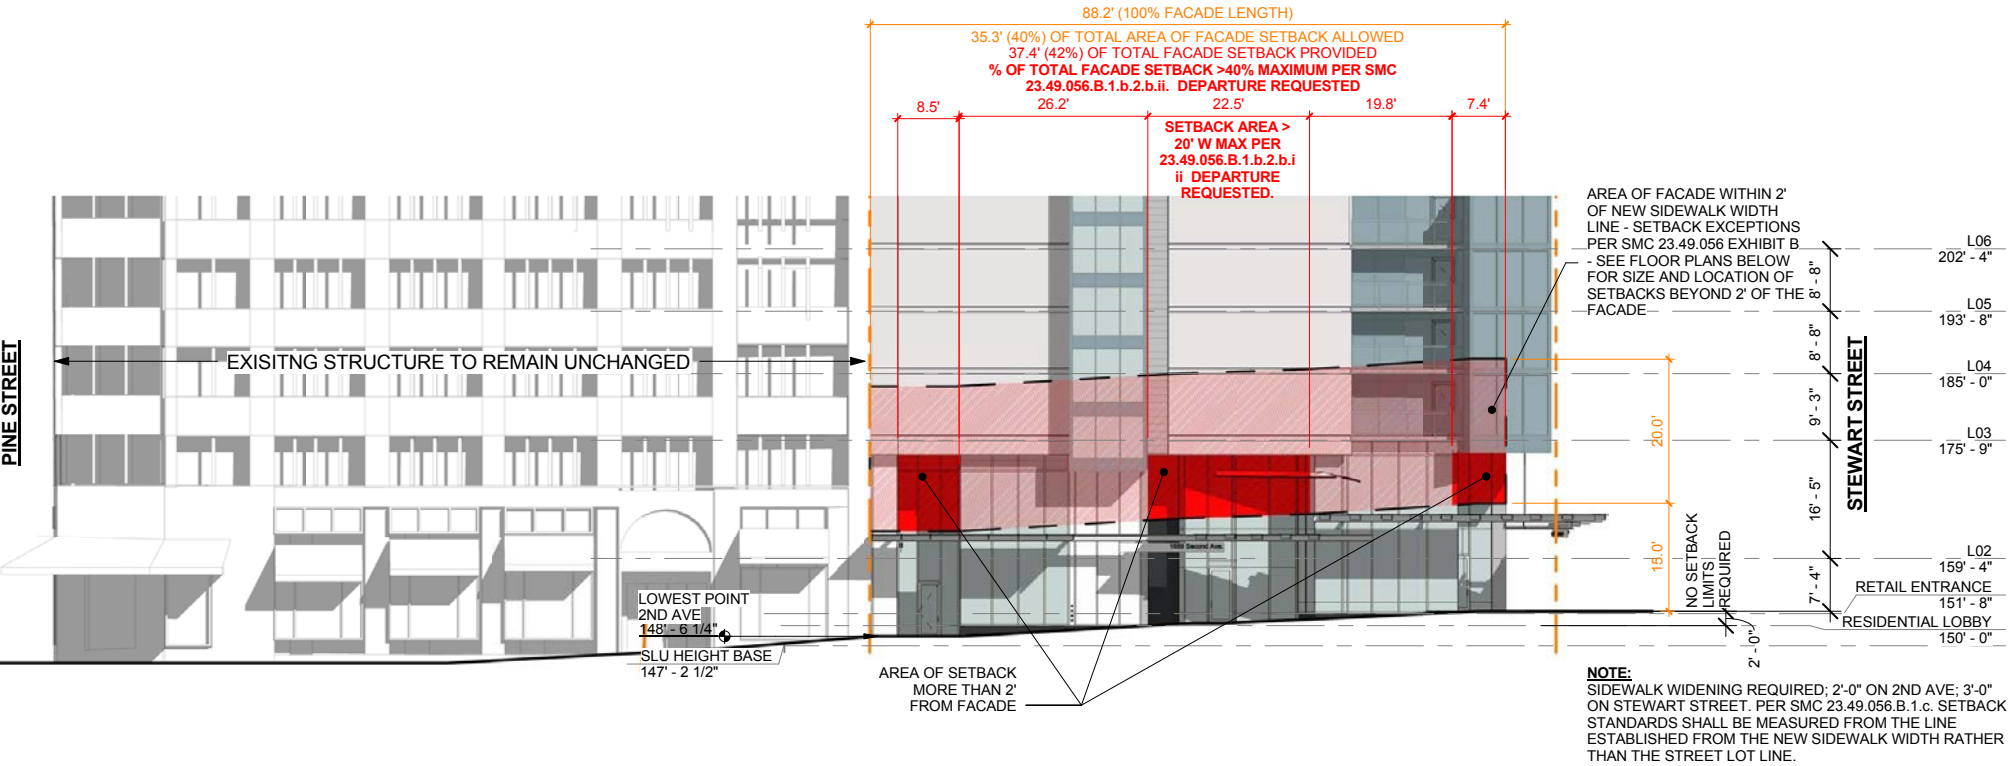 88.2' (100% FACADE LENGTH)
35.3' (40%) OF TOTAL AREA OF FACADE SETBACK ALLOWED
37.4' (42%) OF TOTAL FACADE SETBACK PROVIDED
% OF TOTAL FACADE SETBACK >40% MAXIMUM PER SMC
23.49.056.B.1.b.2.b.ii. DEPARTURE REQUESTED
8.5'
26.2'
22.5'
19.8'
7.4'
SETBACK AREA >
20' W MAX PER
23.49.056.B.1.b.2.b.i
ii DEPARTURE
REQUESTED.
AREA OF FACADE WITHIN 2'
OF NEW SIDEWALK WIDTH
LINE - SETBACK EXCEPTIONS
PER SMC 23.49.056 EXHIBIT B
- SEE FLOOR PLANS BELOW
FOR SIZE AND LOCATION OF
SETBACKS BEYOND 2' OF THE
FACADE
L06
202' - 4"
8' - 8"
L05
193' - 8"
8' - 8"
L04
185' - 0"
9' - 3"
L03
175' - 9"
16' - 5"
L02
159' - 4"
7' - 4"
RETAIL ENTRANCE
151' - 8"
RESIDENTIAL LOBBY
150' - 0"
2' - 0"
STEWART STREET
PINE STREET
EXISITNG STRUCTURE TO REMAIN UNCHANGED
20.0'
15.0'
NO SETBACK
LIMITS
REQUIRED
Second Ave.
LOWEST POINT
2ND AVE
148' - 6 1/4"
SLU HEIGHT BASE
147' - 2 1/2"
AREA OF SETBACK
MORE THAN 2'
FROM FACADE
NOTE:
SIDEWALK WIDENING REQUIRED; 2'-0" ON 2ND AVE; 3'-0"
ON STEWART STREET. PER SMC 23.49.056.B.1.c. SETBACK
STANDARDS SHALL BE MEASURED FROM THE LINE
ESTABLISHED FROM THE NEW SIDEWALK WIDTH RATHER
THAN THE STREET LOT LINE.